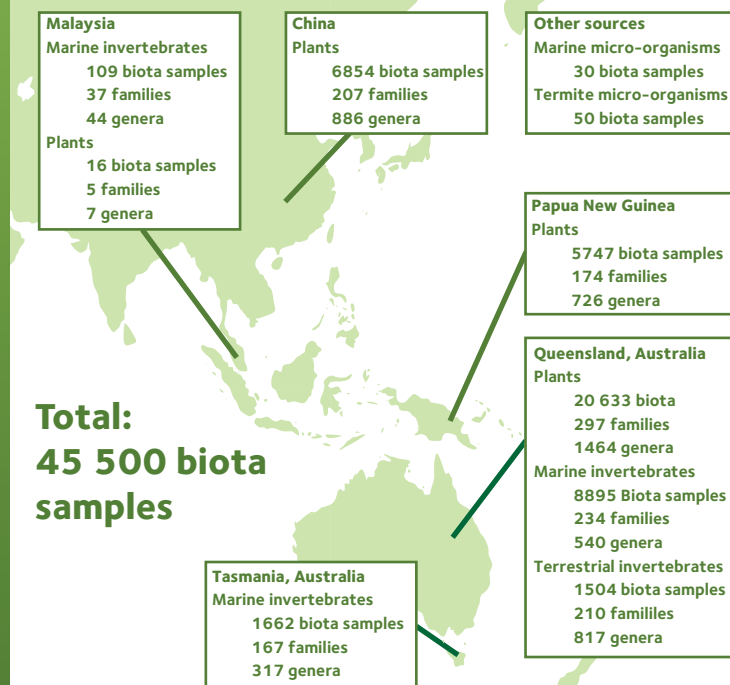 Malaysia
Marine invertebrates
109 biota samples
37 families
44 genera
Plants
16 biota samples
5 families
7 genera
China
Plants
6854 biota samples
207 families
886 genera
Other sources
Marine micro-organisms
30 biota samples
Termite micro-organisms
50 biota samples
Papua New Guinea
Plants
5747 biota samples
174 families
726 genera
Queensland, Australia
Plants
20 633 biota
297 families
1464 genera
Marine invertebrates
8895 Biota samples
234 families
540 genera
Terrestrial invertebrates
1504 biota samples
210 famililes
817 genera
Total:
45 500 biota
samples
Tasmania, Australia
Marine invertebrates
1662 biota samples
167 families
317 genera